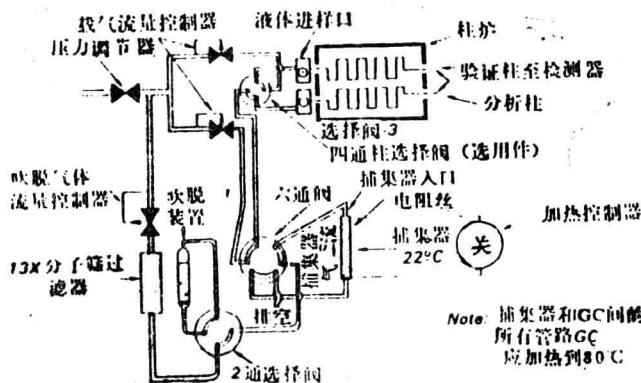 载气流量控制器
压力调节器
液体进样口
柱炉
验证柱至检测器
分析柱
选择阀-3
四通柱选择阀（选用作）
吹脱气体
流量控制器
吹脱
装置
六通阀
捕集器入口
电阻丝
捕集器
22°C
加热控制器
关
捕集器
流
13X分子筛过
滤器
排空
2通选择阀
Note: 捕集器和GC间的
所有管路GC
应加热到80℃